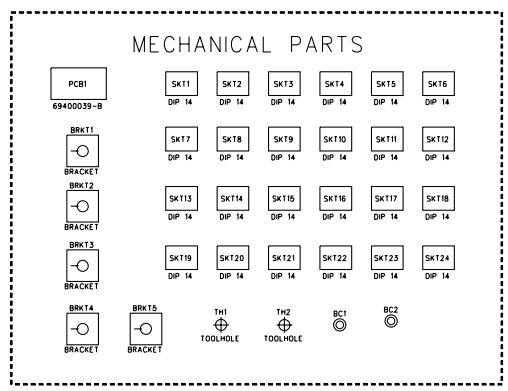 MECHANICAL PARTS
PCB1 SKT1 SKT2 SKT3 SKT4 SKT5 SKT6
69400039-B DIP 14 DIP 14 DIP 14 DIP 14 DIP 14 DIP 14
BRKT1 SKT7 SKT8 SKT9 SKT10 SKT11 SKT12
DIP 14 DIP 14 DIP 14 DIP 14 DIP 14 DIP 14
BRACKET
BRKT2
SKT13 SKT14 SKT15 SKT16 SKT17 SKT18
DIP 14 DIP 14 DIP 14 DIP 14 DIP 14 DIP 14
BRACKET
BRKT3
SKT19 SKT20 SKT21 SKT22 SKT23 SKT24
DIP 14 DIP 14 DIP 14 DIP 14 DIP 14 DIP 14
BRACKET
BRKT4 BRKT5 TH1 TH2 BC1 BC2
TOOLHOLE TOOLHOLE
BRACKET BRACKET